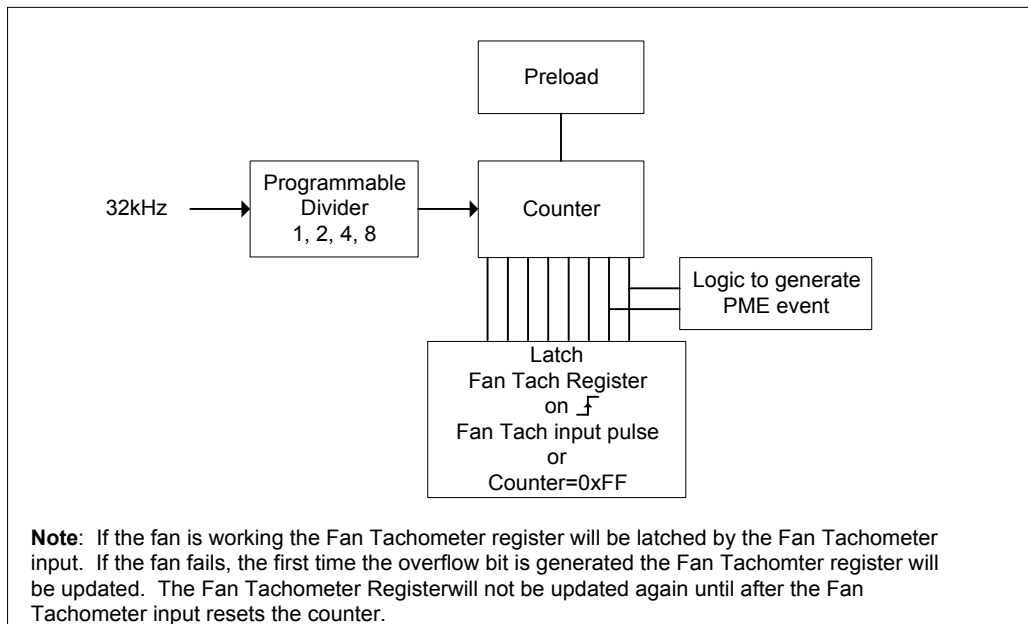 Preload
32kHz
Programmable
Divider
1, 2, 4, 8
Counter
Logic to generate
PME event
Latch
Fan Tach Register
on
Fan Tach input pulse
or
Counter=0xFF
Note: If the fan is working the Fan Tachometer register will be latched by the Fan Tachometer
input. If the fan fails, the first time the overflow bit is generated the Fan Tachomter register will
be updated. The Fan Tachometer Registerwill not be updated again until after the Fan
Tachometer input resets the counter.